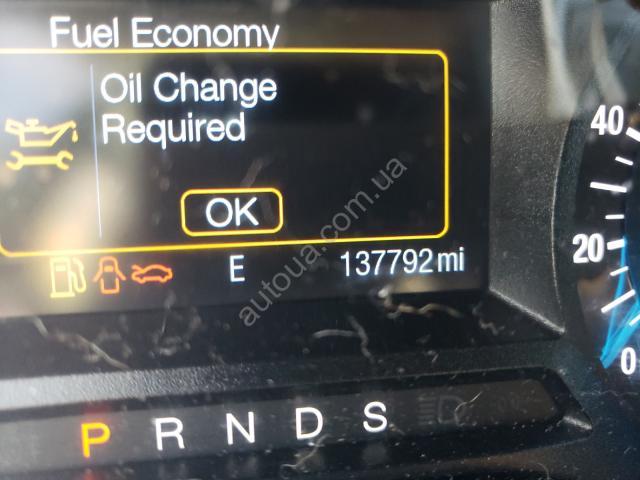 Fuel Economy
Oil Change
Required
OK
E
137792 mi
P R N D S
40
20
0
autoua.com.ua